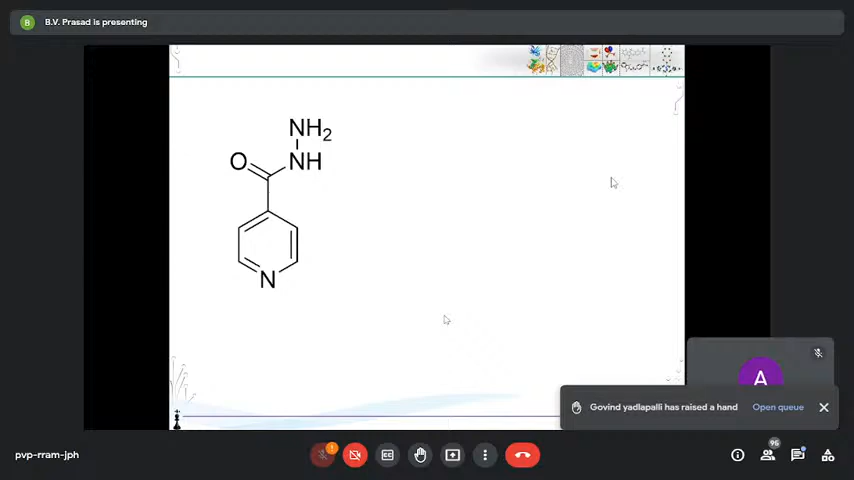 B
B.V. Prasad is presenting
NH2
O
NH
N
A
Govind yadlapalli has raised a hand
Open queue
pvp-rram-jph
96